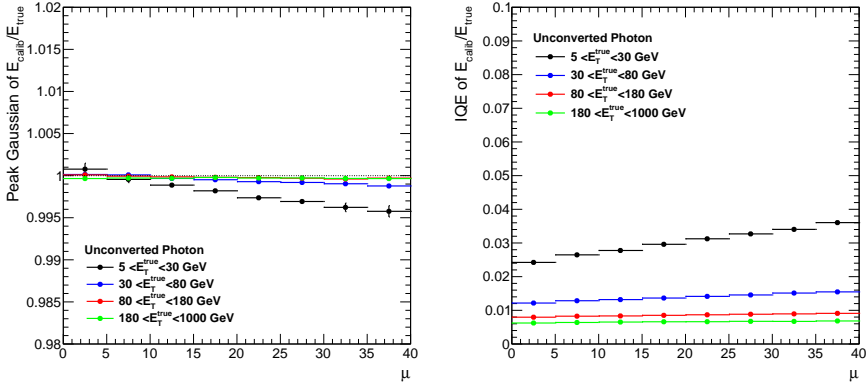 Peak Gaussian of E_calib/E_true
1.02
1.015
1.01
1.005
1
0.995
0.99
0.985
0.98
Unconverted Photon
5 <E_T^true<30 GeV
30 <E_T^true<80 GeV
80 <E_T^true<180 GeV
180 <E_T^true<1000 GeV
0 5 10 15 20 25 30 35 40
μ
IQE of E_calib/E_true
0.1
0.09
0.08
0.07
0.06
0.05
0.04
0.03
0.02
0.01
0
Unconverted Photon
5 <E_T^true<30 GeV
30 <E_T^true<80 GeV
80 <E_T^true<180 GeV
180 <E_T^true<1000 GeV
0 5 10 15 20 25 30 35 40
μ